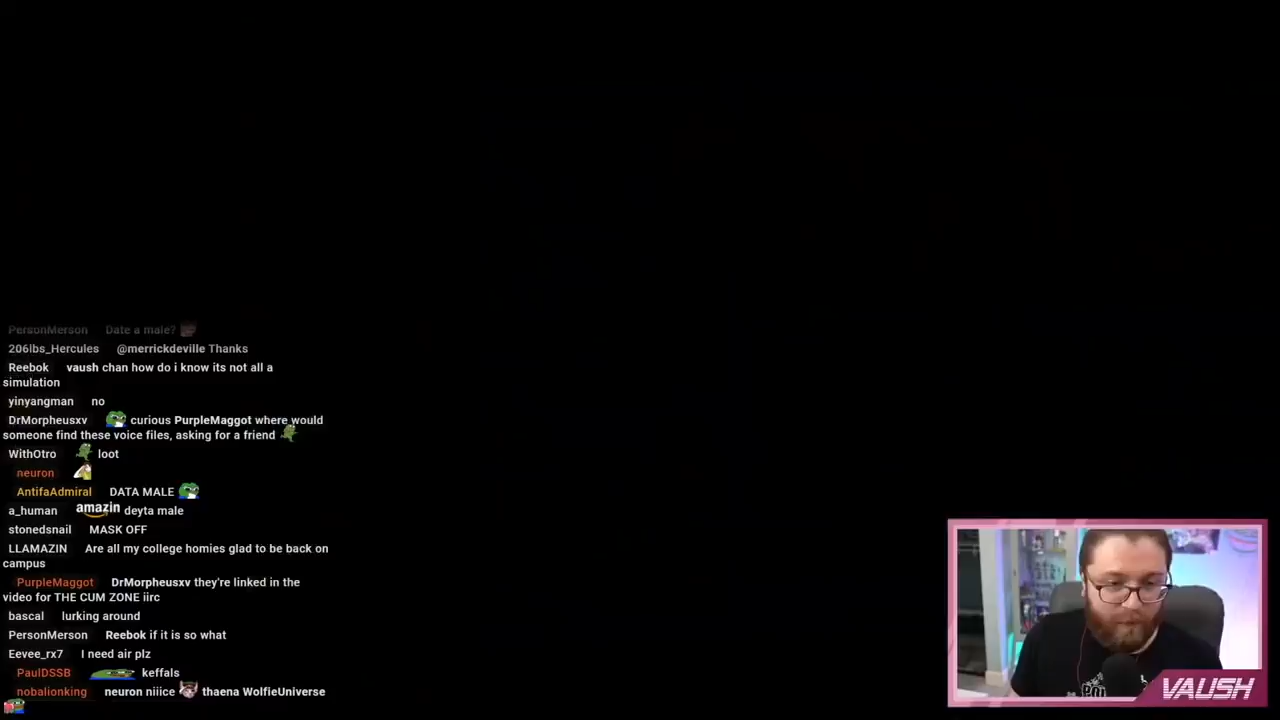 PersonMerson Date a male?
206lbs_Hercules @merrickdeville Thanks
Reebok vaush chan how do i know its not all a
simulation
yinyangman no
DrMorpheusxv curious PurpleMaggot where would
someone find these voice files, asking for a friend
WithOtro loot
neuron
AntifaAdmiral DATA MALE
a_human amazin deyta male
stonedsnail MASK OFF
LLAMAZIN Are all my college homies glad to be back on
campus
PurpleMaggot DrMorpheusxv they're linked in the
video for THE CUM ZONE iirc
bascal lurking around
PersonMerson Reebok if it is so what
Eevee_rx7 I need air plz
PaulDSSB keffals
nobalionking neuron niiice thaena WolfieUniverse
VAUSH